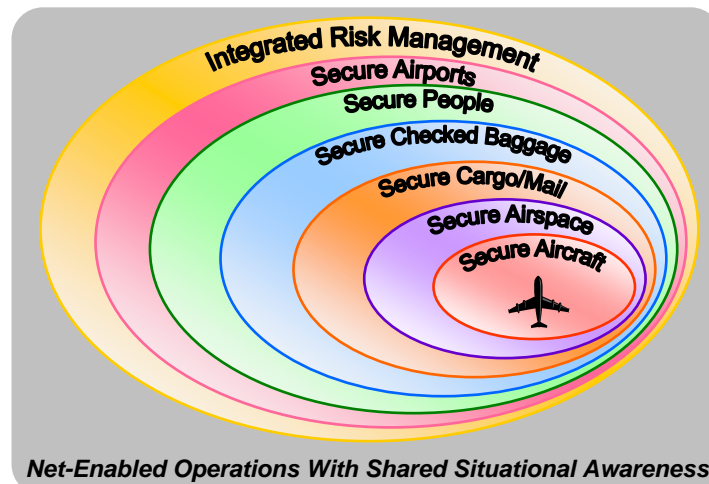 Integrated Risk Management
Secure Airports
Secure People
Secure Checked Baggage
Secure Cargo/Mail
Secure Airspace
Secure Aircraft
Net-Enabled Operations With Shared Situational Awareness